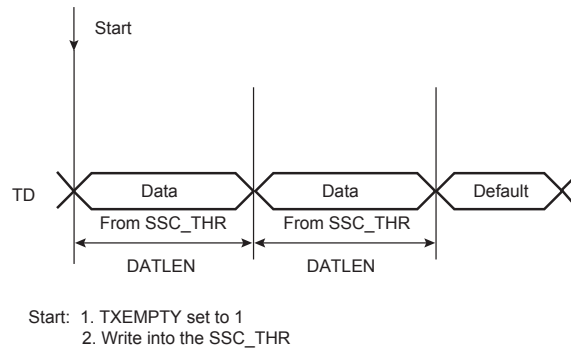 Start
TD Data Data Default
From SSC_THR From SSC_THR
DATLEN DATLEN
Start: 1. TXEMPTY set to 1
2. Write into the SSC_THR